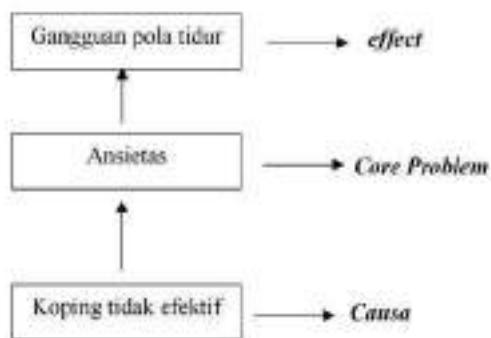 Gangguan pola tidur
effect
Ansietas
Core Problem
Koping tidak efektif
Causa